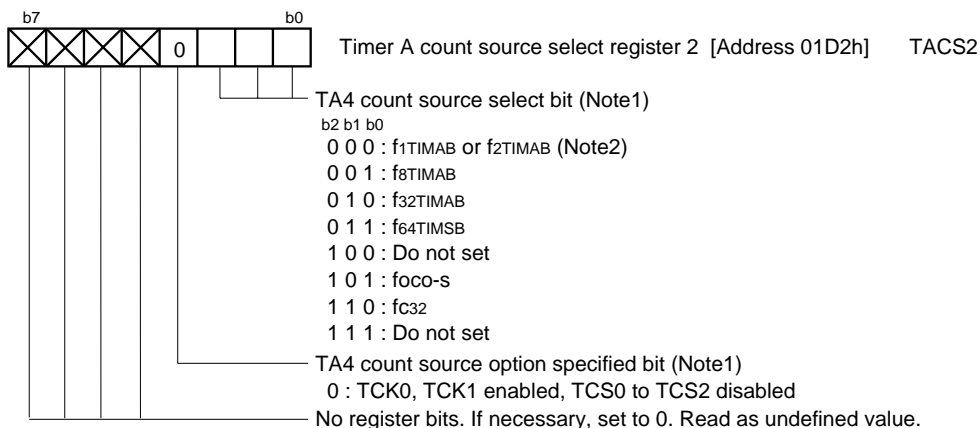 b7 b0
0 Timer A count source select register 2 [Address 01D2h] TACS2
TA4 count source select bit (Note1)
b2 b1 b0
0 0 0 : f1TIMAB or f2TIMAB (Note2)
0 0 1 : f8TIMAB
0 1 0 : f32TIMAB
0 1 1 : f64TIMSB
1 0 0 : Do not set
1 0 1 : foco-s
1 1 0 : fc32
1 1 1 : Do not set
TA4 count source option specified bit (Note1)
0 : TCK0, TCK1 enabled, TCS0 to TCS2 disabled
No register bits. If necessary, set to 0. Read as undefined value.